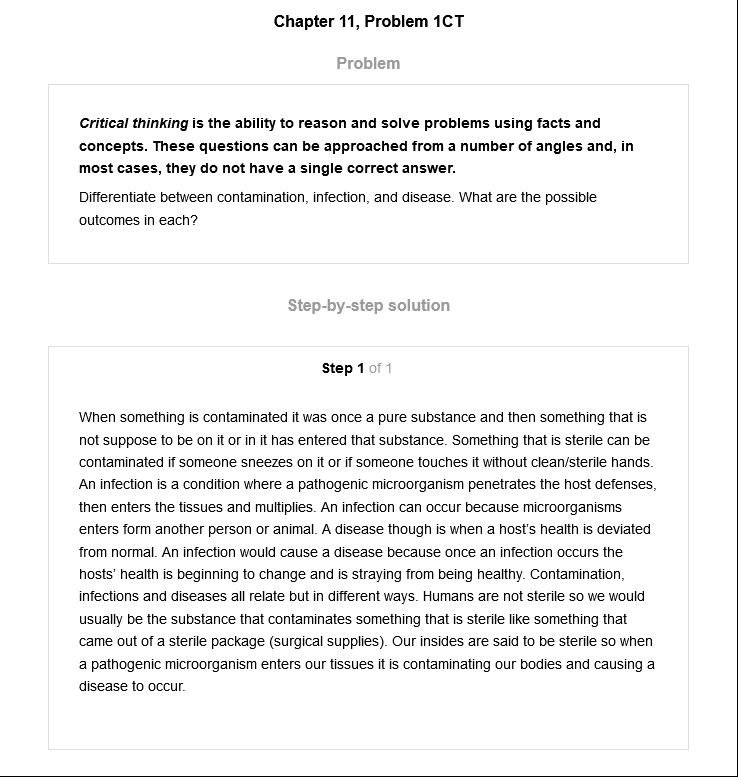 Chapter 11, Problem 1CT
Problem
Critical thinking is the ability to reason and solve problems using facts and
concepts. These questions can be approached from a number of angles and, in
most cases, they do not have a single correct answer.
Differentiate between contamination, infection, and disease. What are the possible
outcomes in each?
Step-by-step solution
Step 1 of 1
When something is contaminated it was once a pure substance and then something that is
not suppose to be on it or in it has entered that substance. Something that is sterile can be
contaminated if someone sneezes on it or if someone touches it without clean/sterile hands.
An infection is a condition where a pathogenic microorganism penetrates the host defenses,
then enters the tissues and multiplies. An infection can occur because microorganisms
enters form another person or animal. A disease though is when a host's health is deviated
from normal. An infection would cause a disease because once an infection occurs the
hosts' health is beginning to change and is straying from being healthy. Contamination,
infections and diseases all relate but in different ways. Humans are not sterile so we would
usually be the substance that contaminates something that is sterile like something that
came out of a sterile package (surgical supplies). Our insides are said to be sterile so when
a pathogenic microorganism enters our tissues it is contaminating our bodies and causing a
disease to occur.